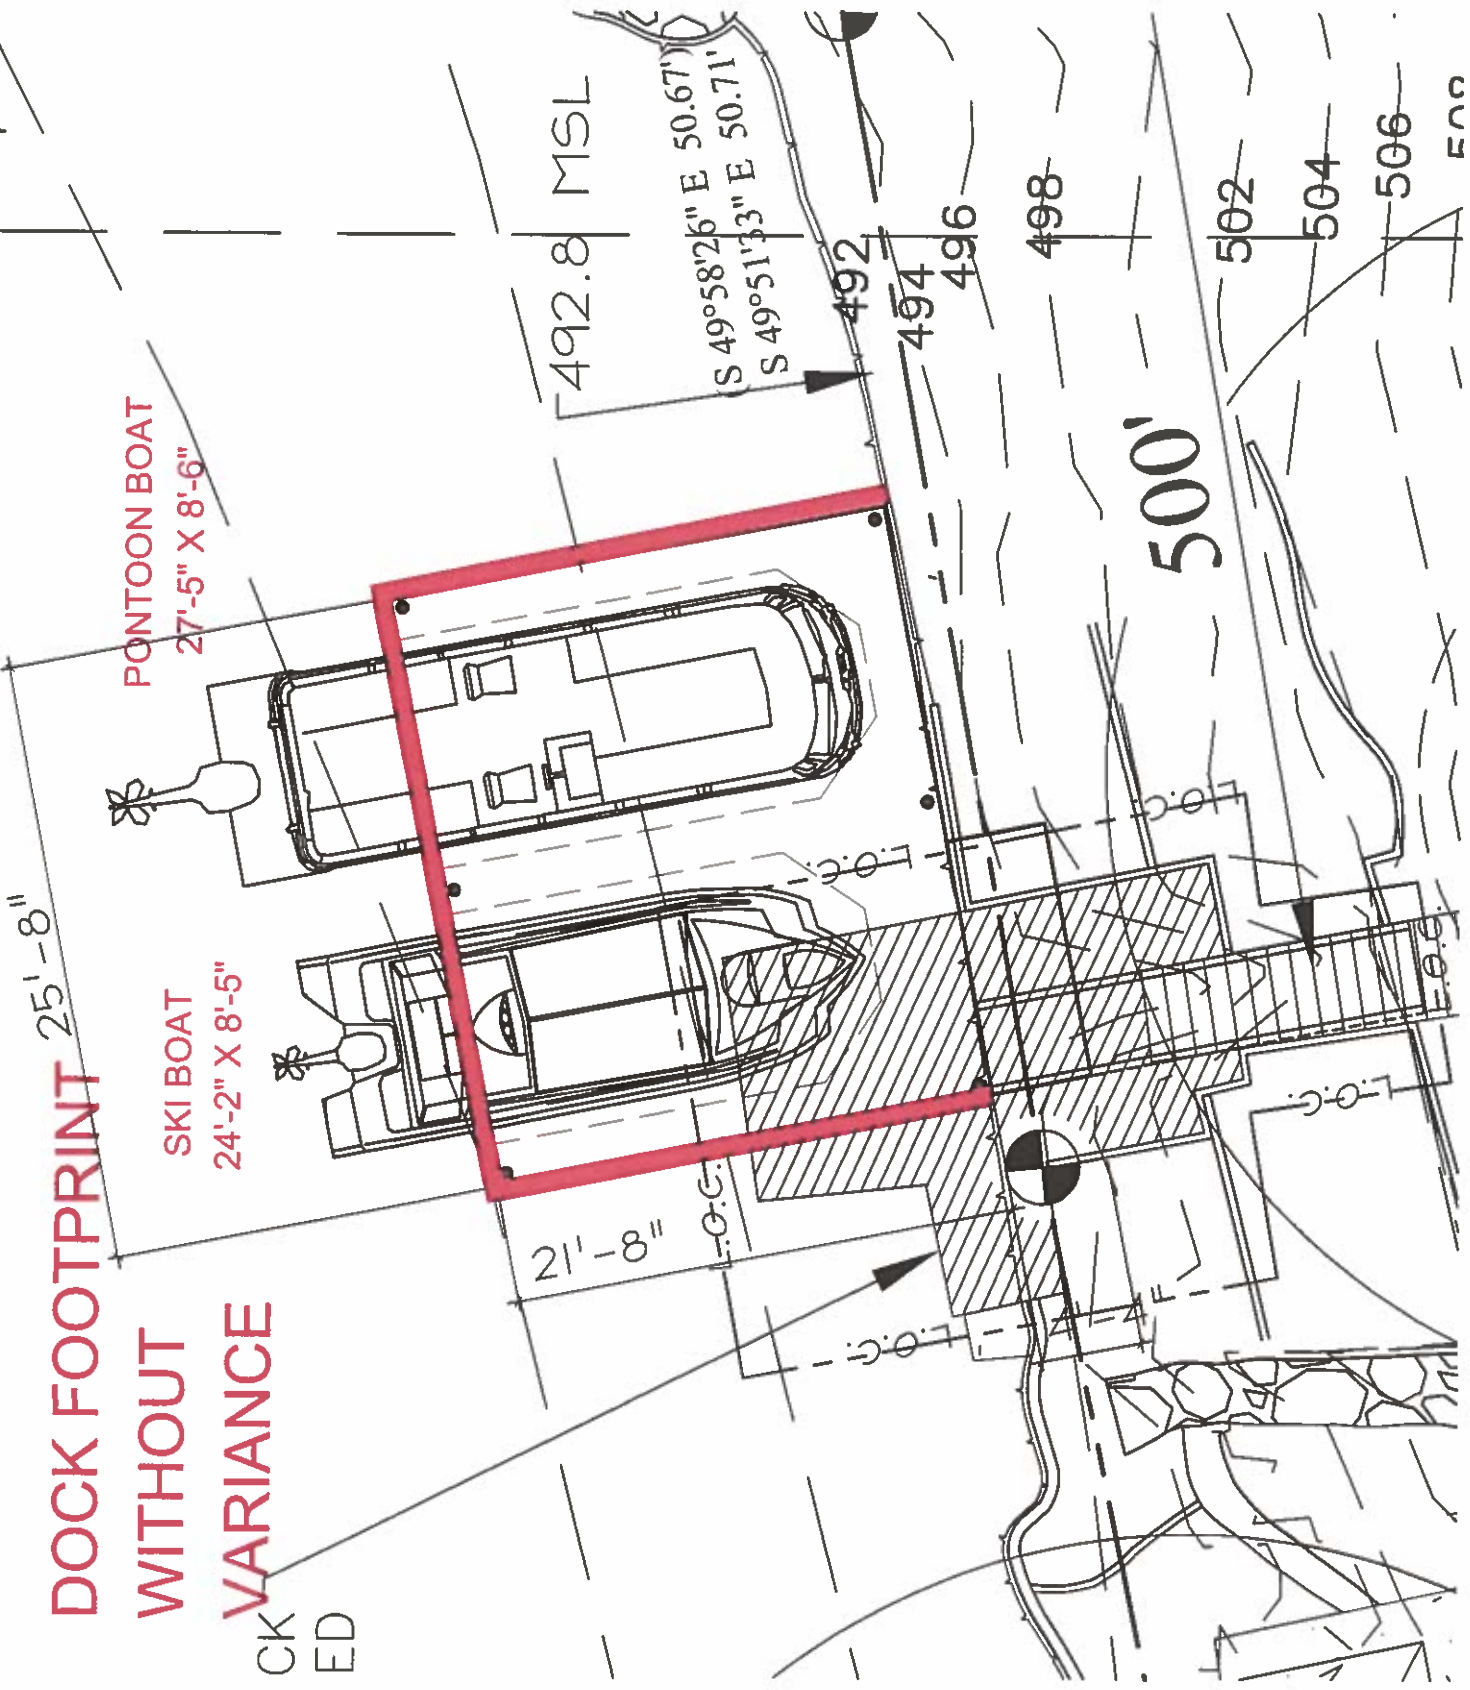 DOCK FOOTPRINT
WITHOUT
VARIANCE
CK
ED
SKI BOAT
24'-2" X 8'-5"
PONTOON BOAT
27'-5" X 8'-6"
25'-8"
21'-8"
492.8 MSL
(S 49°58'26" E 50.67')
S 49°51'33" E 50.71'
492
494
496
498
502
504
506
508
500'
L.O.C.
L.O.C.
L.O.C.
L.O.C.
L.O.C.
L.O.C.